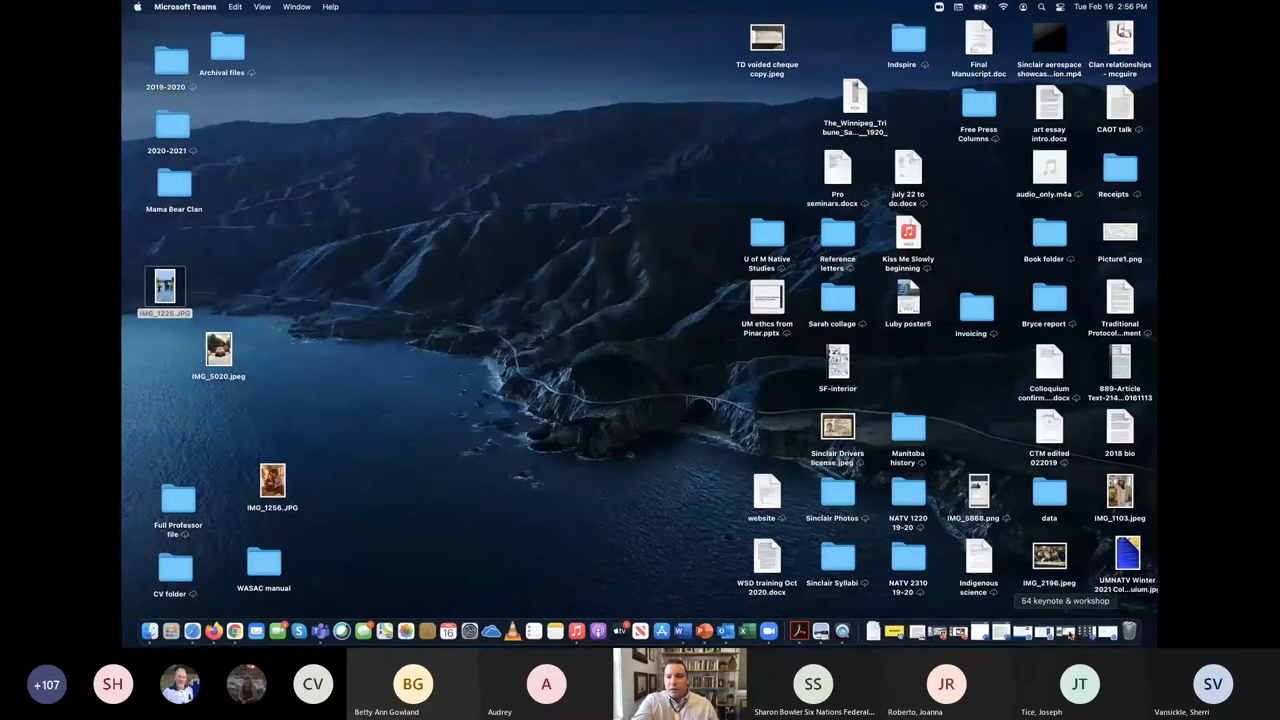 Microsoft Teams Edit View Window Help
Tue Feb 16 2:56 PM
2019-2020
Archival files
2020-2021
Mama Bear Clan
IMG_1225.JPG
IMG_5020.jpeg
IMG_1256.JPG
Full Professor
file
CV folder
WASAC manual
TD voided cheque
copy.jpeg
Indspire
Final
Manuscript.doc
Sinclair aerospace
showcas...ion.mp4
Clan relationships
- mcguire
PDF
The_Winnipeg_Tri
bune_Sa...__1920_
Free Press
Columns
art essay
intro.docx
CAOT talk
Pro
seminars.docx
july 22 to
do.docx
audio_only.m4a
Receipts
U of M Native
Studies
Reference
letters
Kiss Me Slowly
beginning
Book folder
Picture1.png
UM ethcs from
Pinar.pptx
Sarah collage
Luby poster5
Invoicing
Bryce report
Traditional
Protocol...ment
SF-interior
Colloquium
confirm....docx
889-Article
Text-214...0161113
Sinclair Drivers
license.jpeg
Manitoba
history
CTM edited
022019
2018 bio
website
Sinclair Photos
NATV 1220
19-20
IMG_5868.png
data
IMG_1103.jpeg
WSD training Oct
2020.docx
Sinclair Syllabi
NATV 2310
19-20
Indigenous
science
IMG_2196.jpeg
UMNATV Winter
2021 Col...uium.jpg
54 keynote & workshop
16
+107
SH
CV
BG
Betty Ann Gowland
A
Audrey
SS
Sharon Bowler Six Nations Federal...
JR
Roberto, Joanna
JT
Tice, Joseph
SV
Vansickle, Sherri